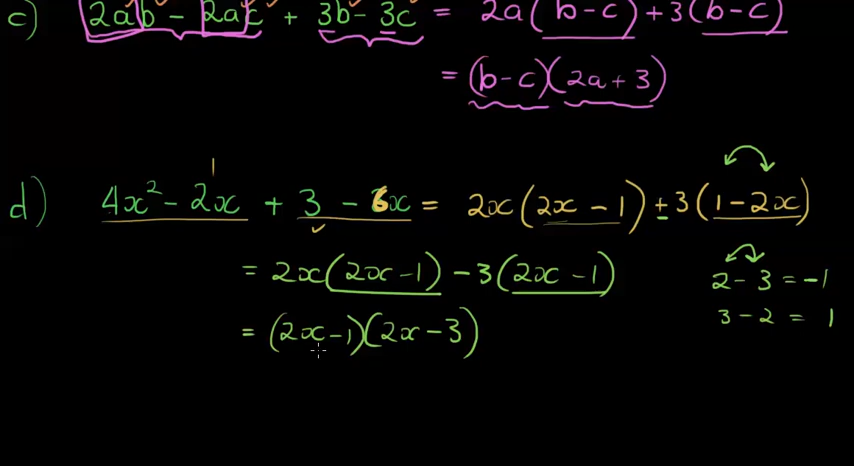 c) 2ab - 2ac + 3b - 3c = 2a(b-c) + 3(b-c)
= (b-c)(2a+3)
1
d) 4x² - 2x + 3 - 6x = 2x(2x-1) ± 3(1-2x)
= 2x(2x-1) - 3(2x-1)
2-3 = -1
3-2 = 1
= (2x-1)(2x-3)